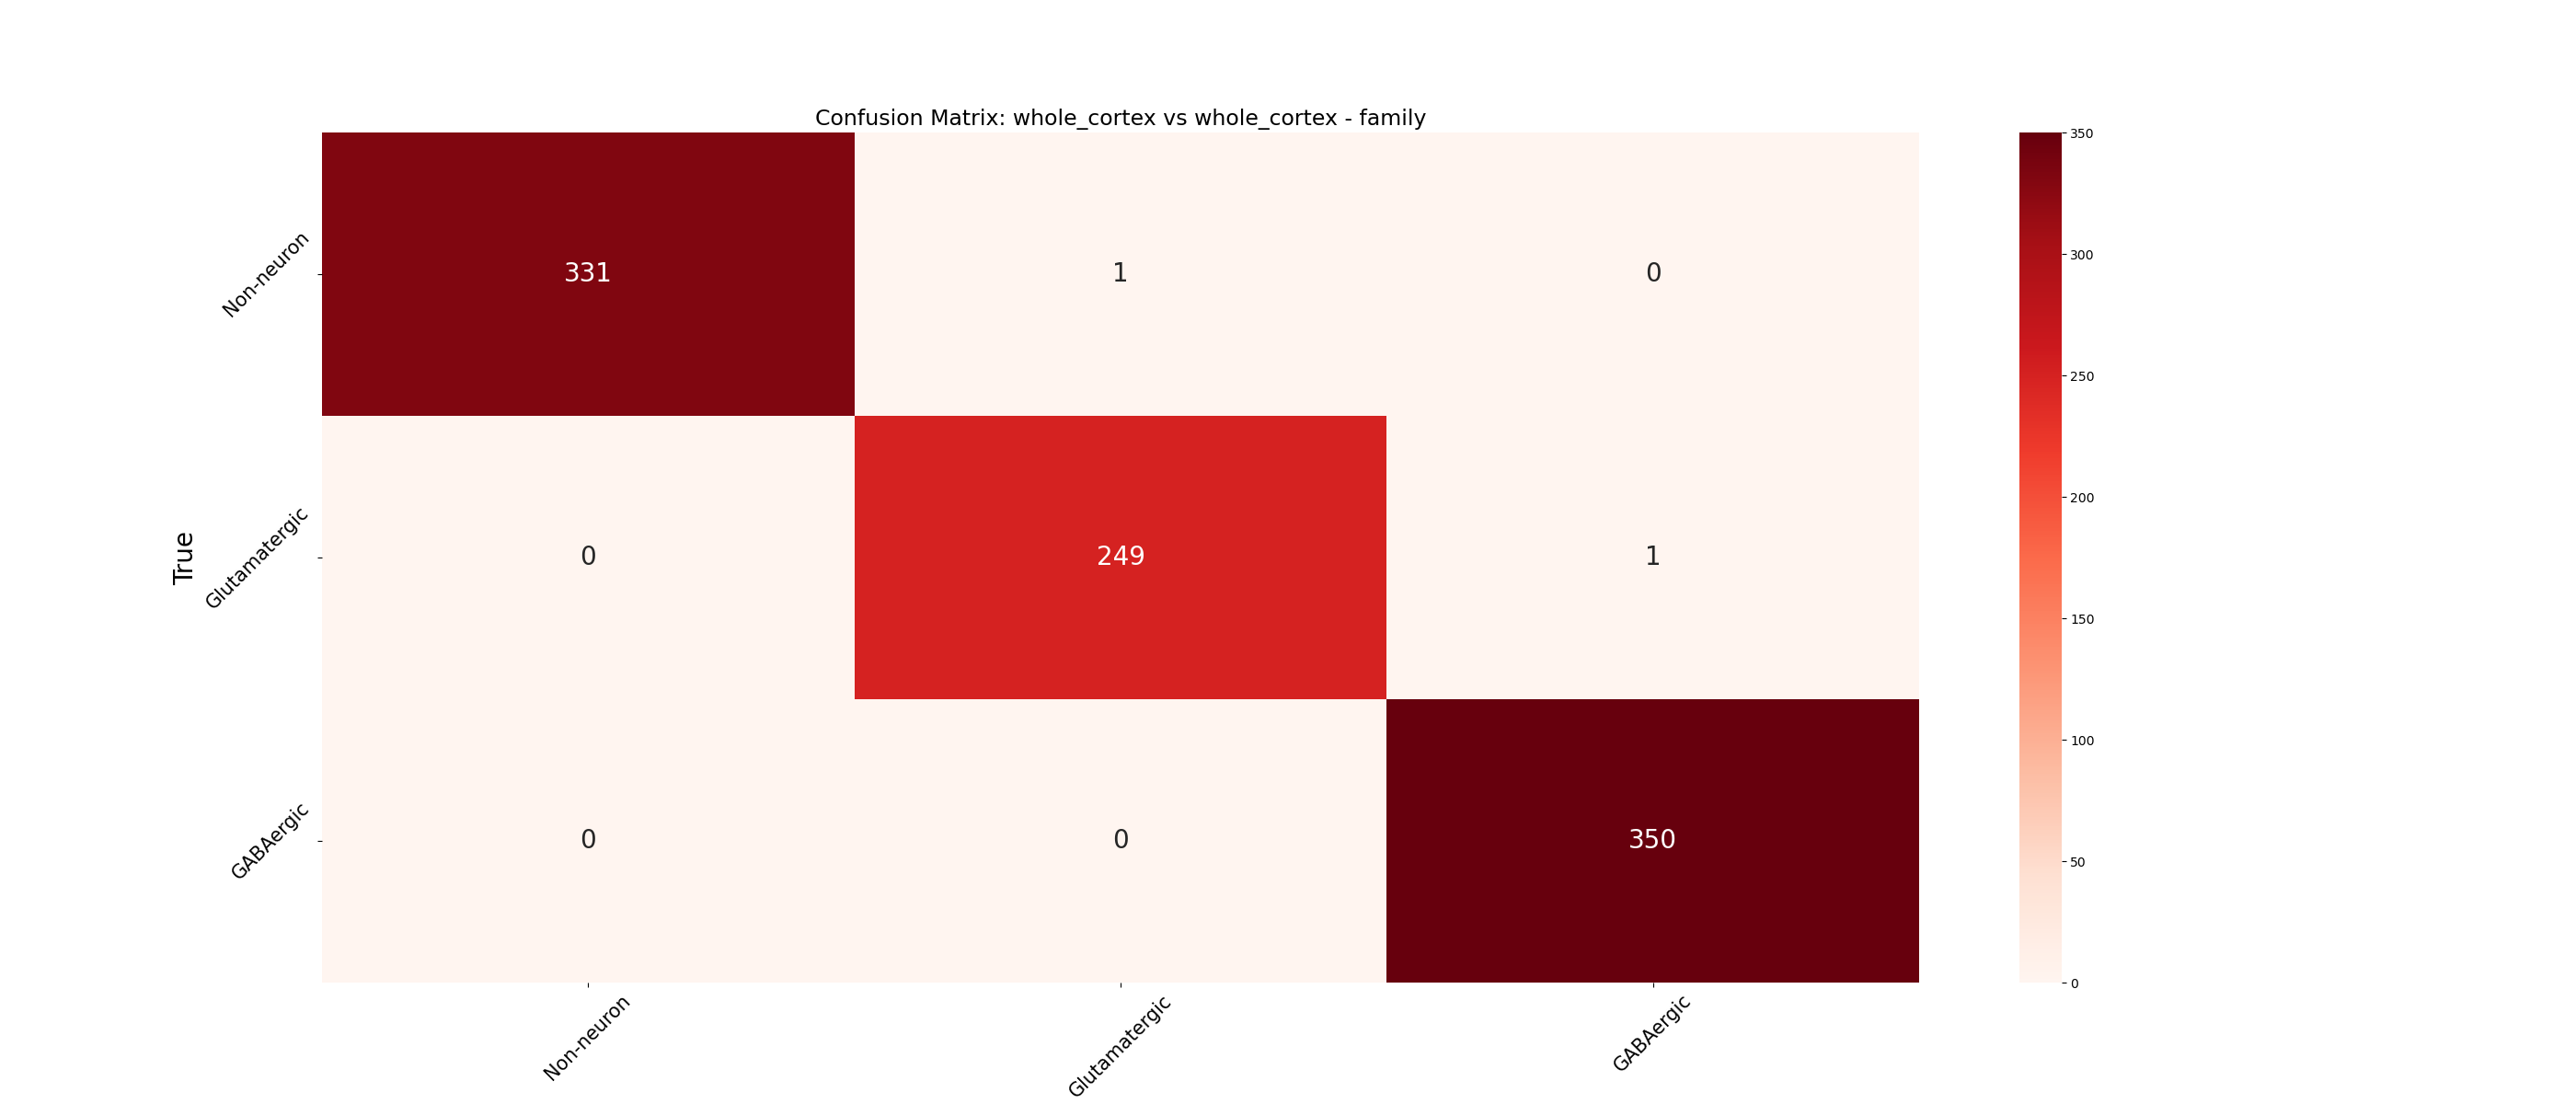 Confusion Matrix: whole_cortex vs whole_cortex - family
True
Non-neuron
331
1
0
Glutamatergic
0
249
1
GABAergic
0
0
350
Non-neuron
Glutamatergic
GABAergic
350
300
250
200
150
100
50
0